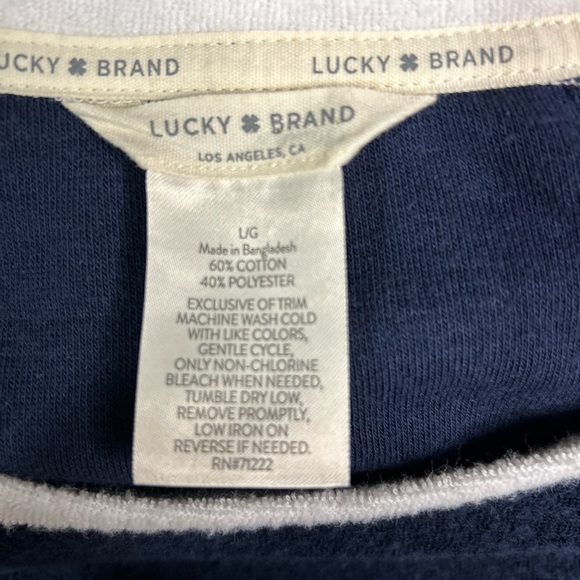 UCKY BRAND LUCKY BRAND
LUCKY BRAND
LOS ANGELES, CA
L/G
Made in Bangladesh
60% COTTON
40% POLYESTER
EXCLUSIVE OF TRIM
MACHINE WASH COLD
WITH LIKE COLORS,
GENTLE CYCLE,
ONLY NON-CHLORINE
BLEACH WHEN NEEDED,
TUMBLE DRY LOW,
REMOVE PROMPTLY,
LOW IRON ON
REVERSE IF NEEDED.
RN#71222